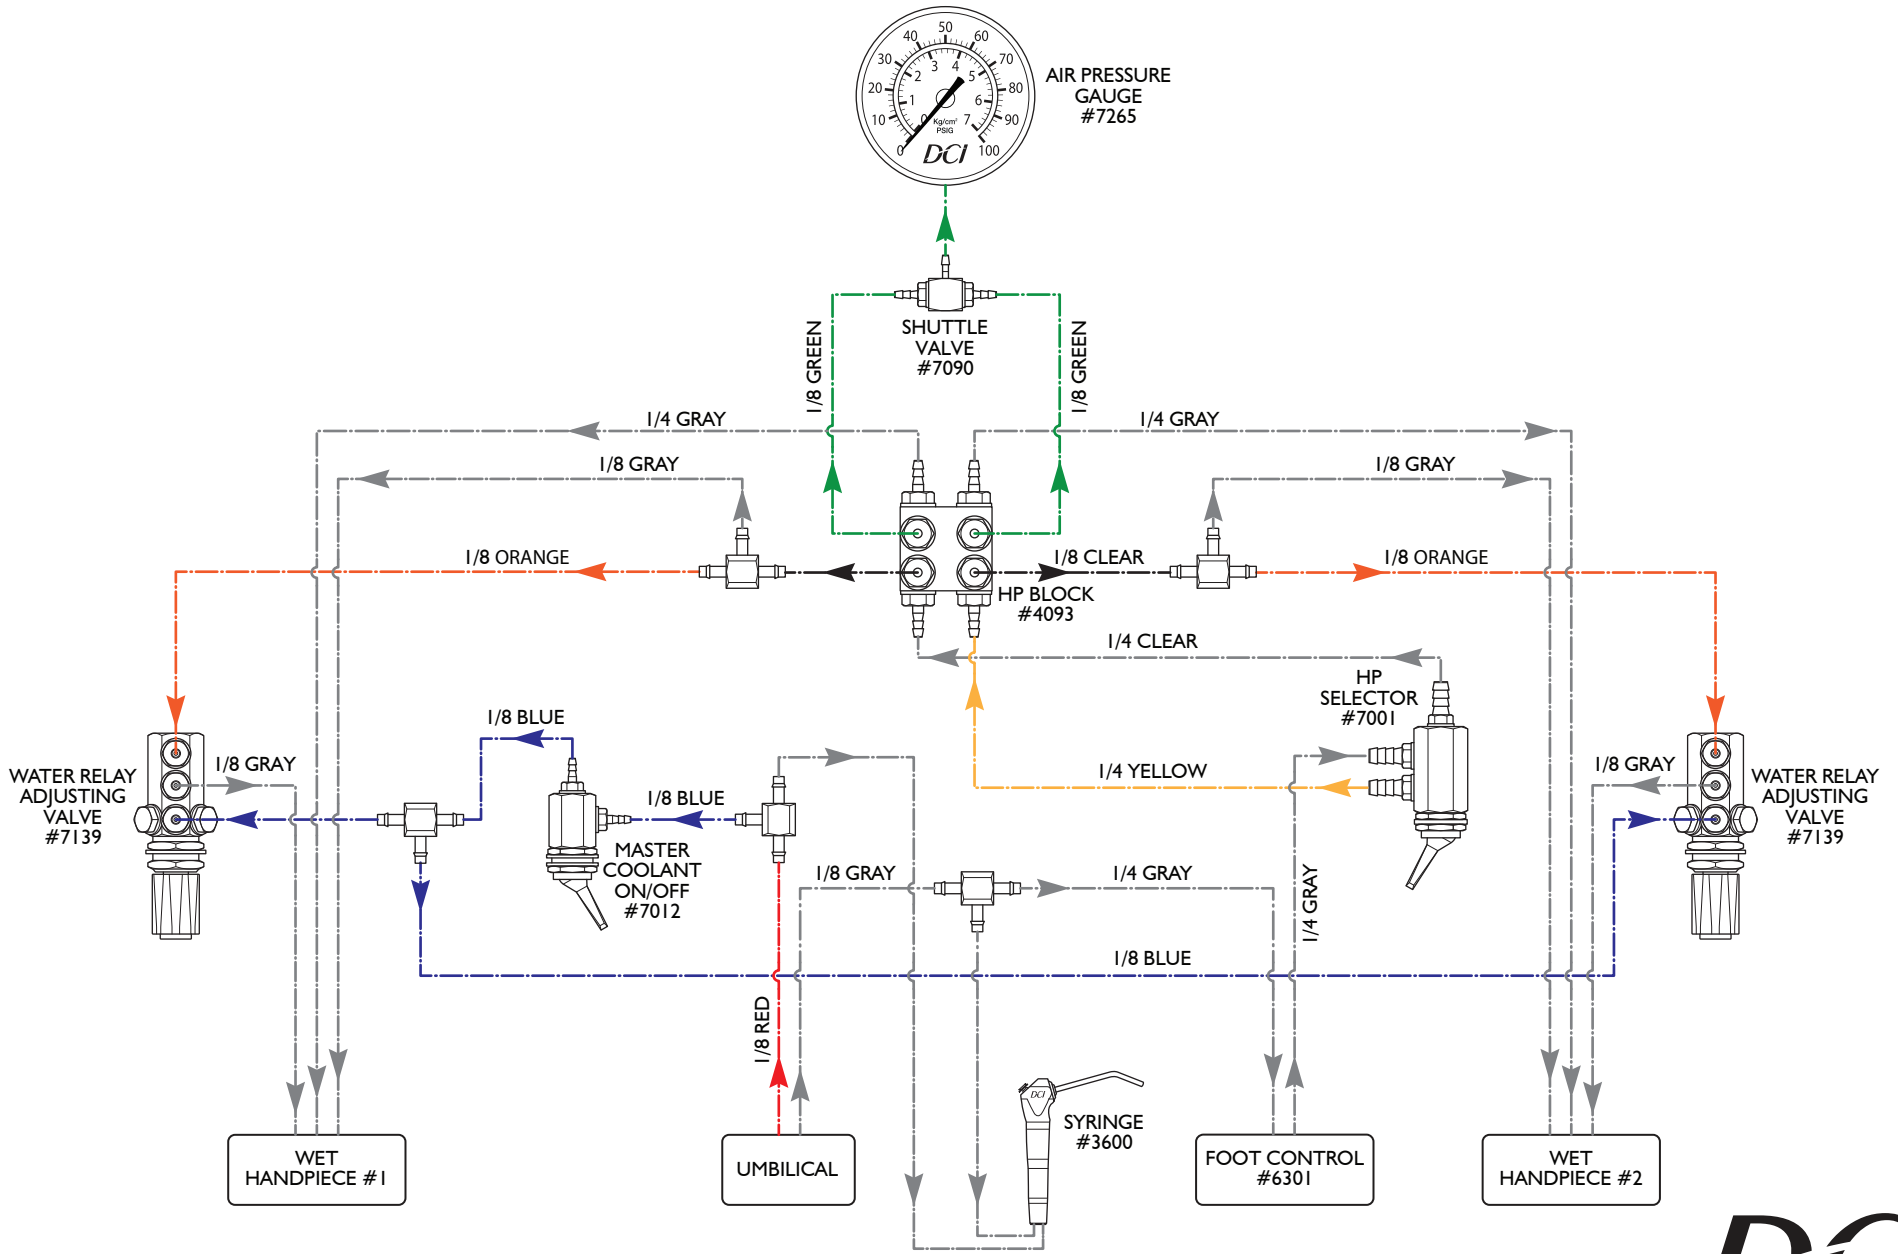 50
40
60
30
70
20
80
10
90
0
100
3
4
2
5
1
6
0
7
Kg/cm²
PSIG
DCI
AIR PRESSURE
GAUGE
#7265
SHUTTLE
VALVE
#7090
1/8 GREEN
1/8 GREEN
1/4 GRAY
1/4 GRAY
1/8 GRAY
1/8 GRAY
1/8 ORANGE
1/8 CLEAR
1/8 ORANGE
HP BLOCK
#4093
1/4 CLEAR
HP
SELECTOR
#7001
1/8 BLUE
1/8 GRAY
1/4 YELLOW
1/8 GRAY
WATER RELAY
ADJUSTING
VALVE
#7139
WATER RELAY
ADJUSTING
VALVE
#7139
1/8 BLUE
MASTER
COOLANT
ON/OFF
#7012
1/8 GRAY
1/4 GRAY
1/4 GRAY
1/8 BLUE
1/8 RED
DCI
SYRINGE
#3600
WET
HANDPIECE #1
UMBILICAL
FOOT CONTROL
#6301
WET
HANDPIECE #2